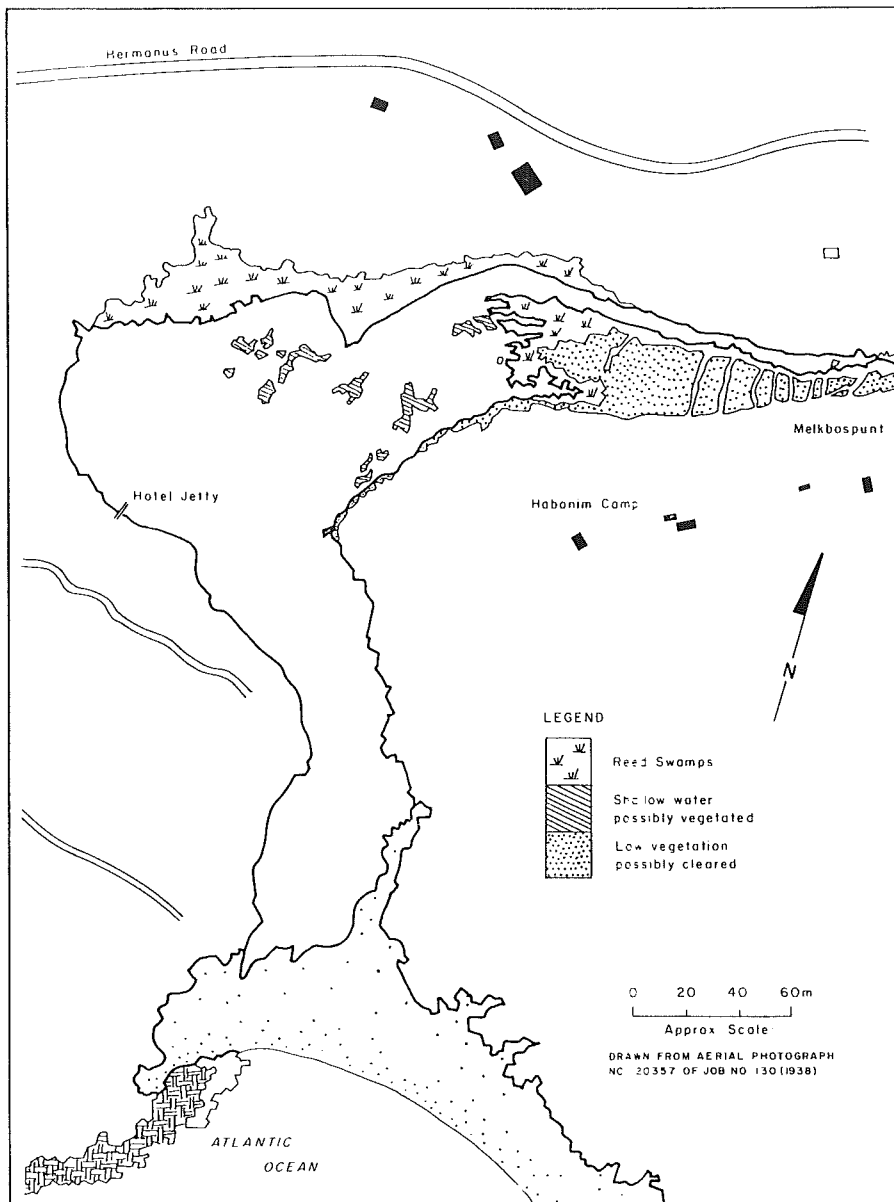 Hermanus Road
Melkbospunt
Hotel Jetty
Habonim Camp
N
LEGEND
Reed Swamps
Shallow water
possibly vegetated
Low vegetation
possibly cleared
0 20 40 60m
Approx Scale
DRAWN FROM AERIAL PHOTOGRAPH
NC 20357 OF JOB NO 130 (1938)
ATLANTIC
OCEAN